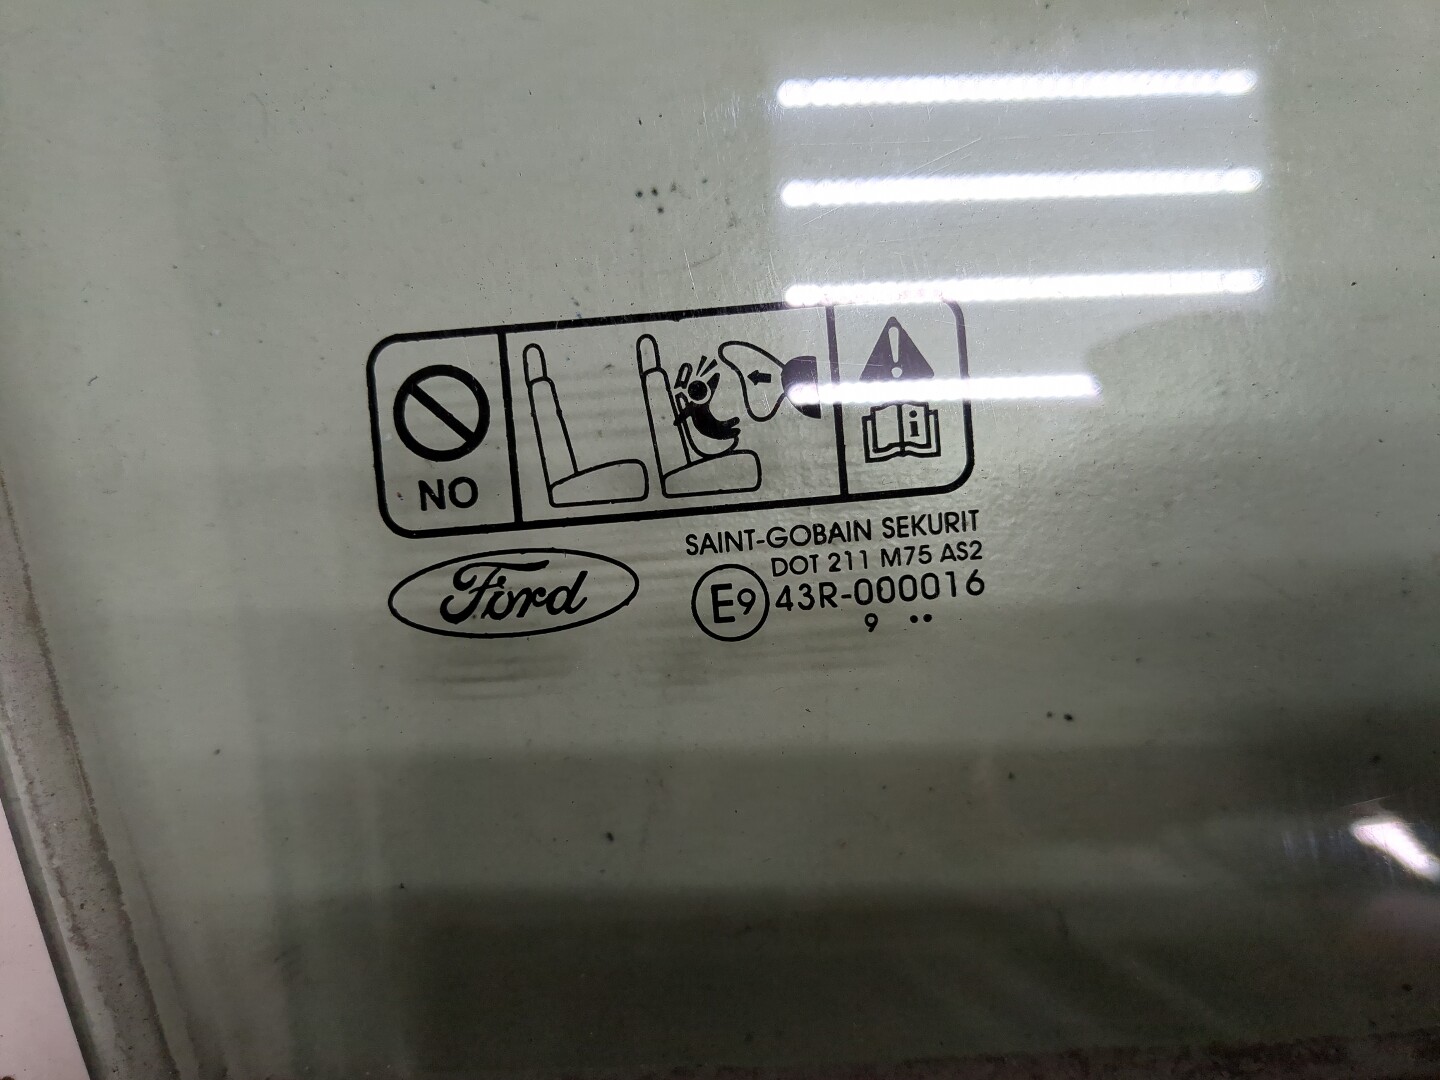 NO
i
Ford
SAINT-GOBAIN SEKURIT
DOT 211 M75 AS2
E9 43R-000016
9 ..